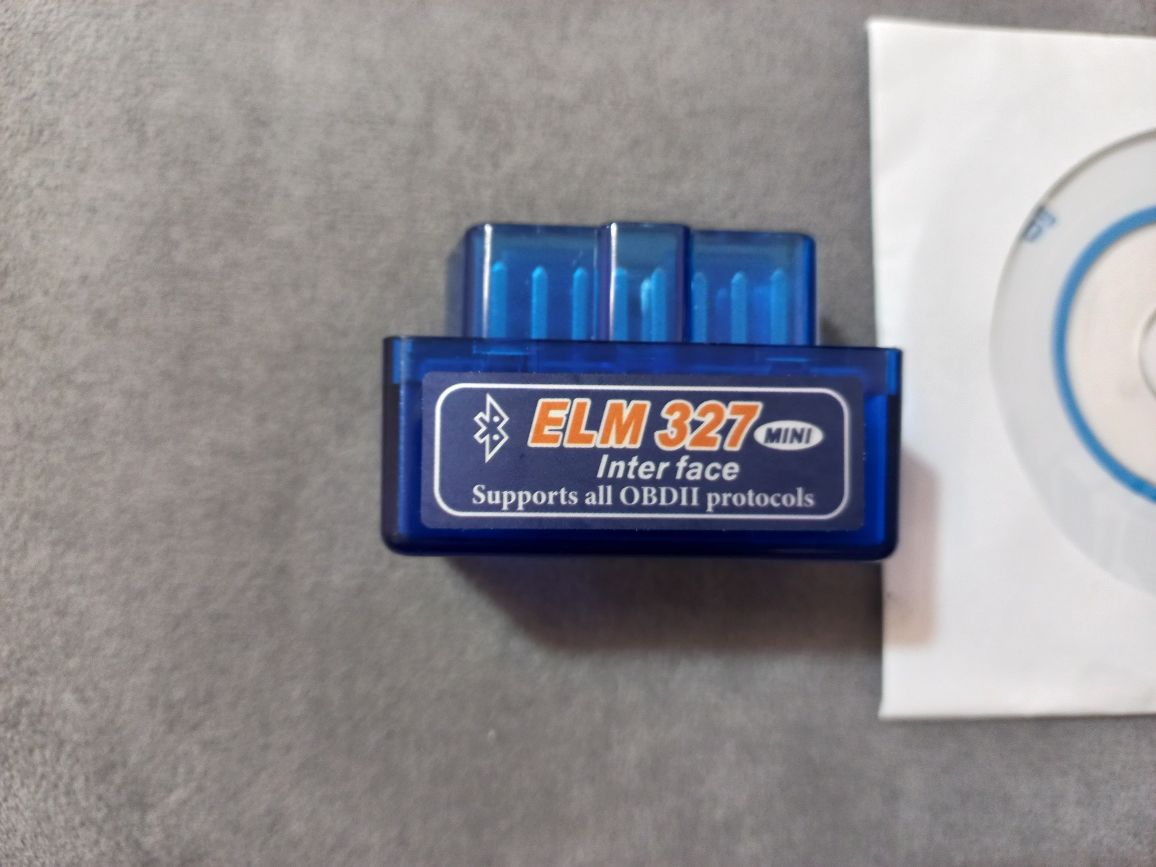 ELM 327 MINI
Inter face
Supports all OBDII protocols